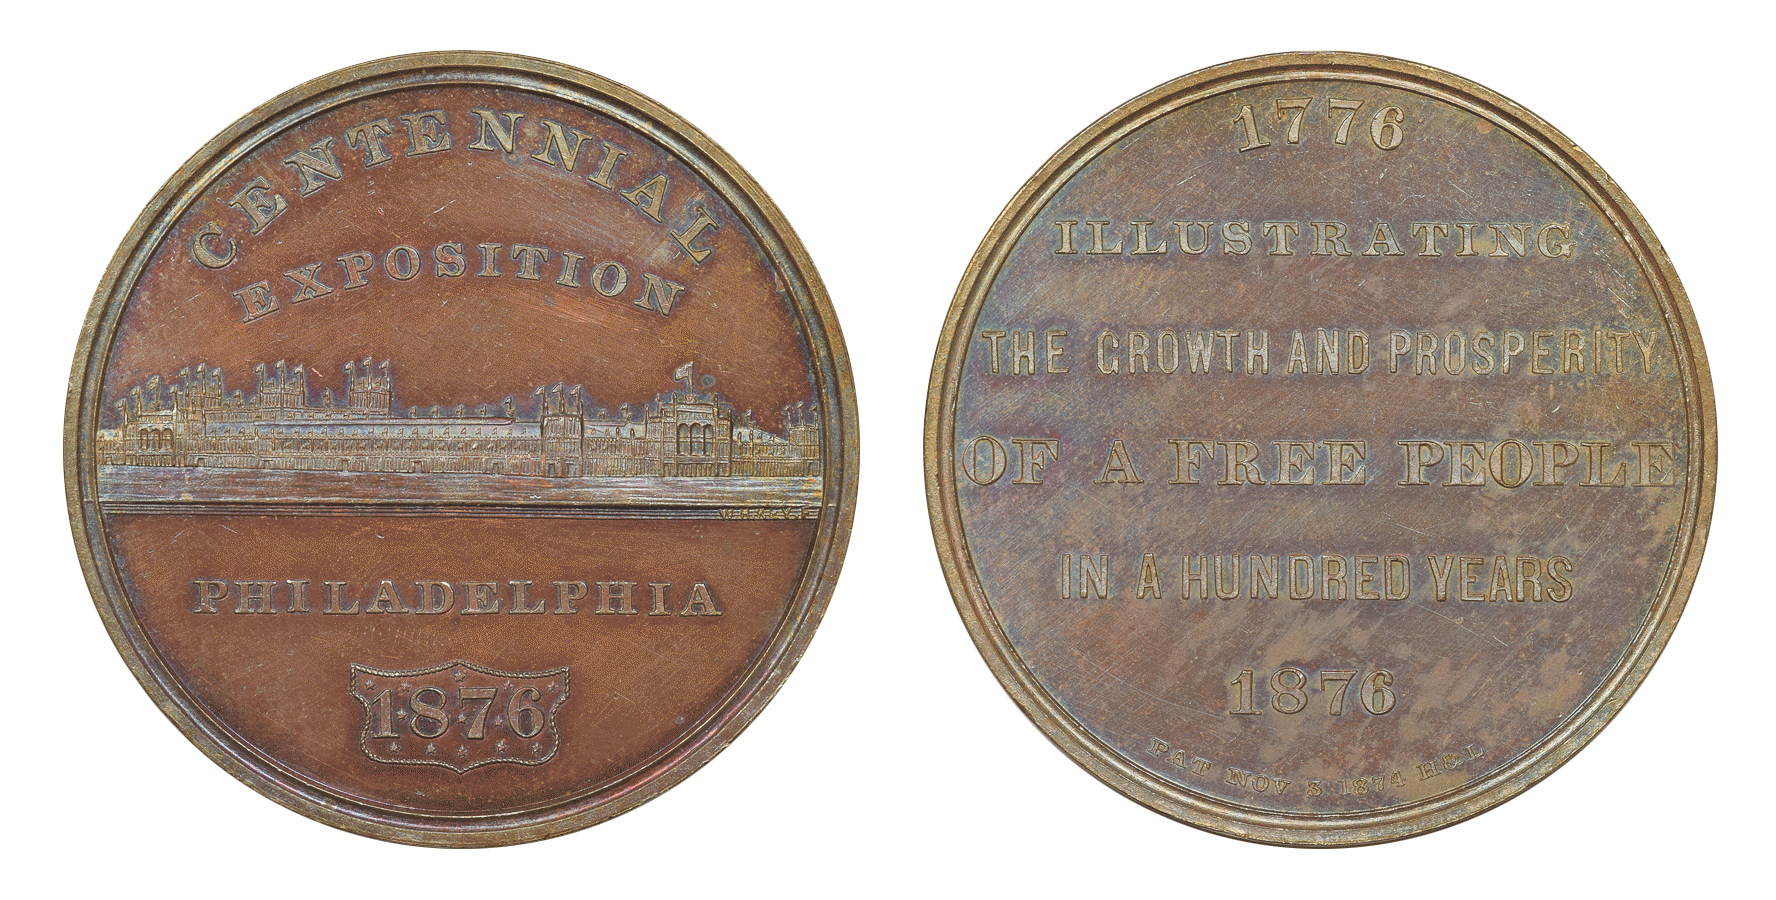 CENTENNIAL
EXPOSITION
PHILADELPHIA
1876
1776
ILLUSTRATING
THE GROWTH AND PROSPERITY
OF A FREE PEOPLE
IN A HUNDRED YEARS
1876
PAT NOV 3 1874 H&L